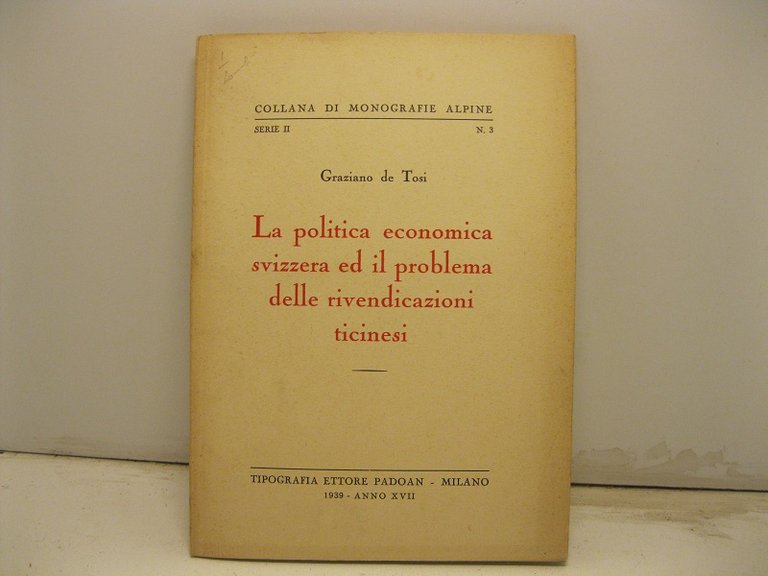 COLLANA DI MONOGRAFIE ALPINE
SERIE II N. 3
Graziano de Tosi
La politica economica
svizzera ed il problema
delle rivendicazioni
ticinesi
TIPOGRAFIA ETTORE PADOAN - MILANO
1939 - ANNO XVII